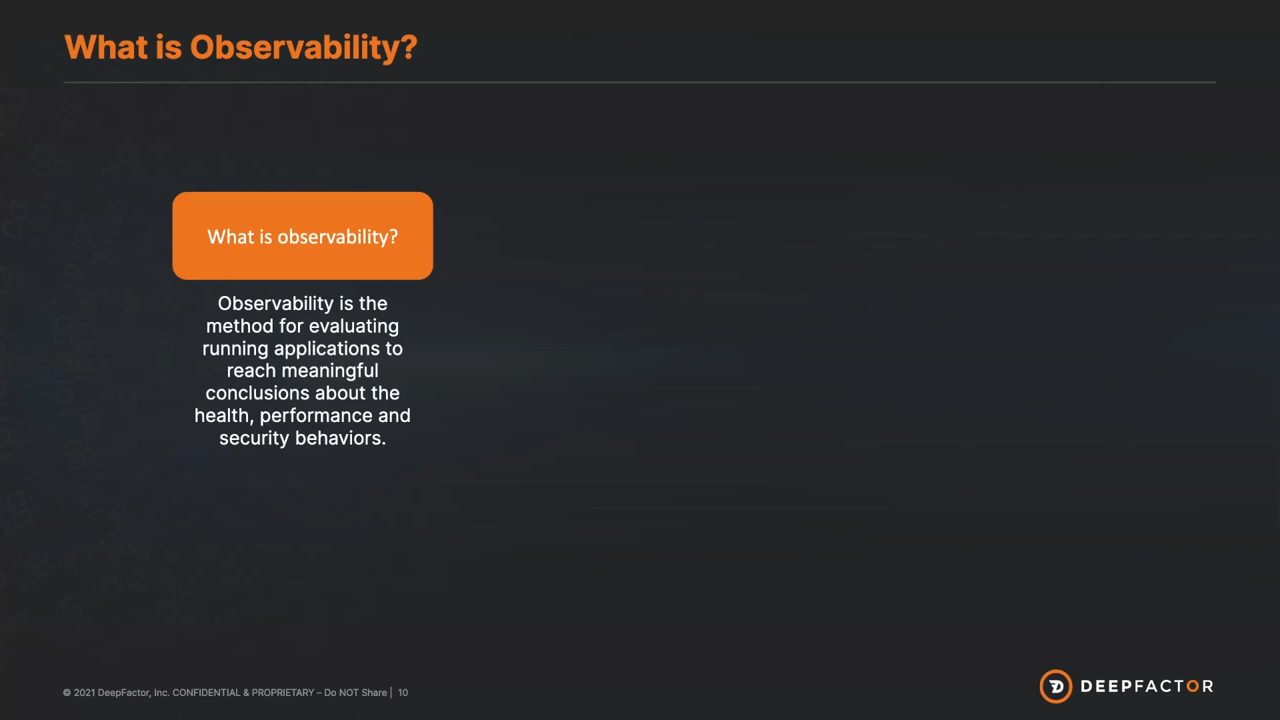 What is Observability?
What is observability?
Observability is the
method for evaluating
running applications to
reach meaningful
conclusions about the
health, performance and
security behaviors.
© 2021 DeepFactor, Inc. CONFIDENTIAL & PROPRIETARY – Do NOT Share | 10
DEEPFACTOR